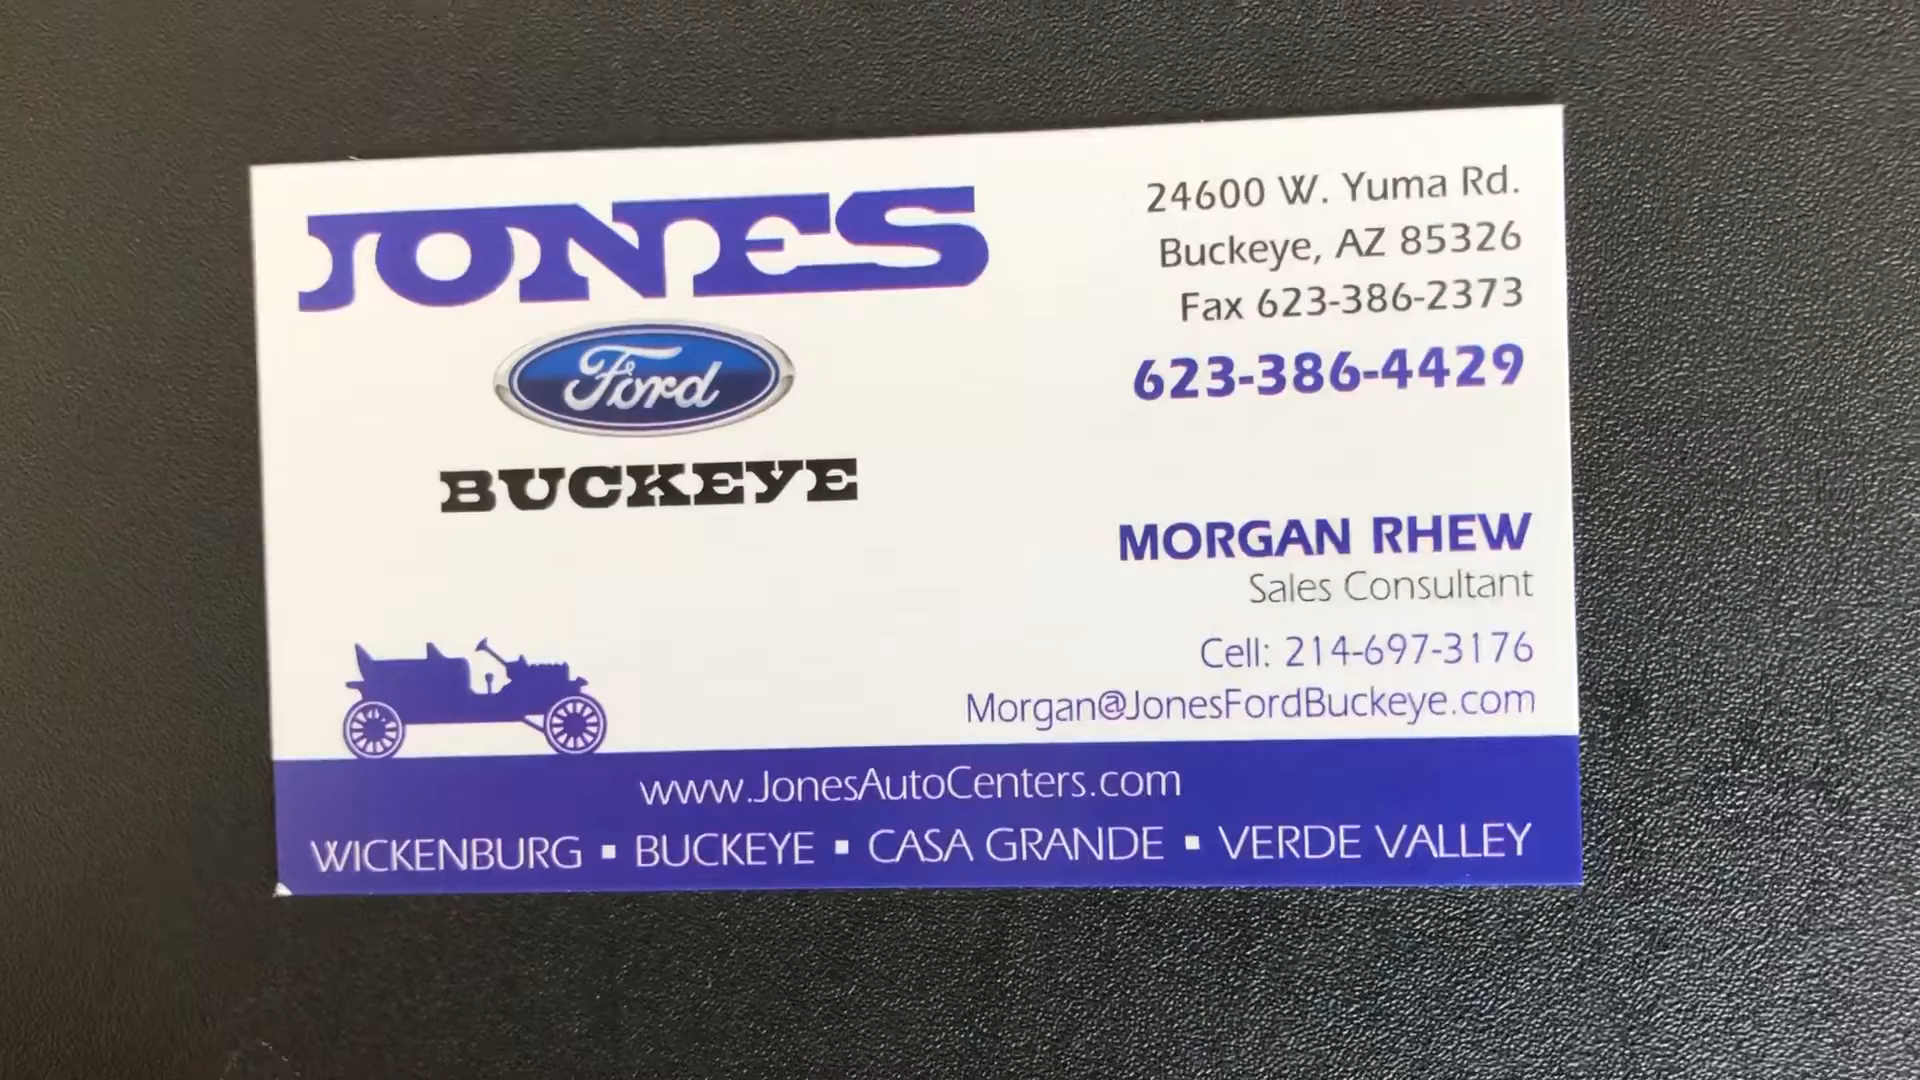 JONES
Ford
BUCKEYE
24600 W. Yuma Rd.
Buckeye, AZ 85326
Fax 623-386-2373
623-386-4429
MORGAN RHEW
Sales Consultant
Cell: 214-697-3176
Morgan@JonesFordBuckeye.com
www.JonesAutoCenters.com
WICKENBURG ▪ BUCKEYE ▪ CASA GRANDE ▪ VERDE VALLEY